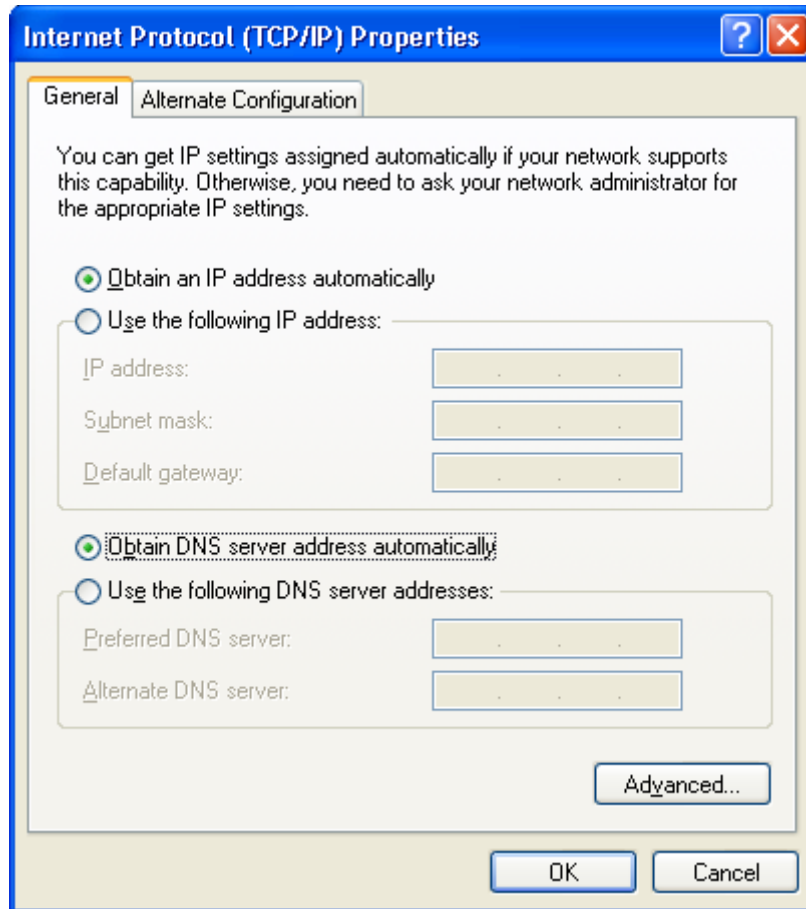 Internet Protocol (TCP/IP) Properties
General
Alternate Configuration
You can get IP settings assigned automatically if your network supports
this capability. Otherwise, you need to ask your network administrator for
the appropriate IP settings.
Obtain an IP address automatically
Use the following IP address:
IP address:
Subnet mask:
Default gateway:
Obtain DNS server address automatically
Use the following DNS server addresses:
Preferred DNS server:
Alternate DNS server:
Advanced...
OK
Cancel